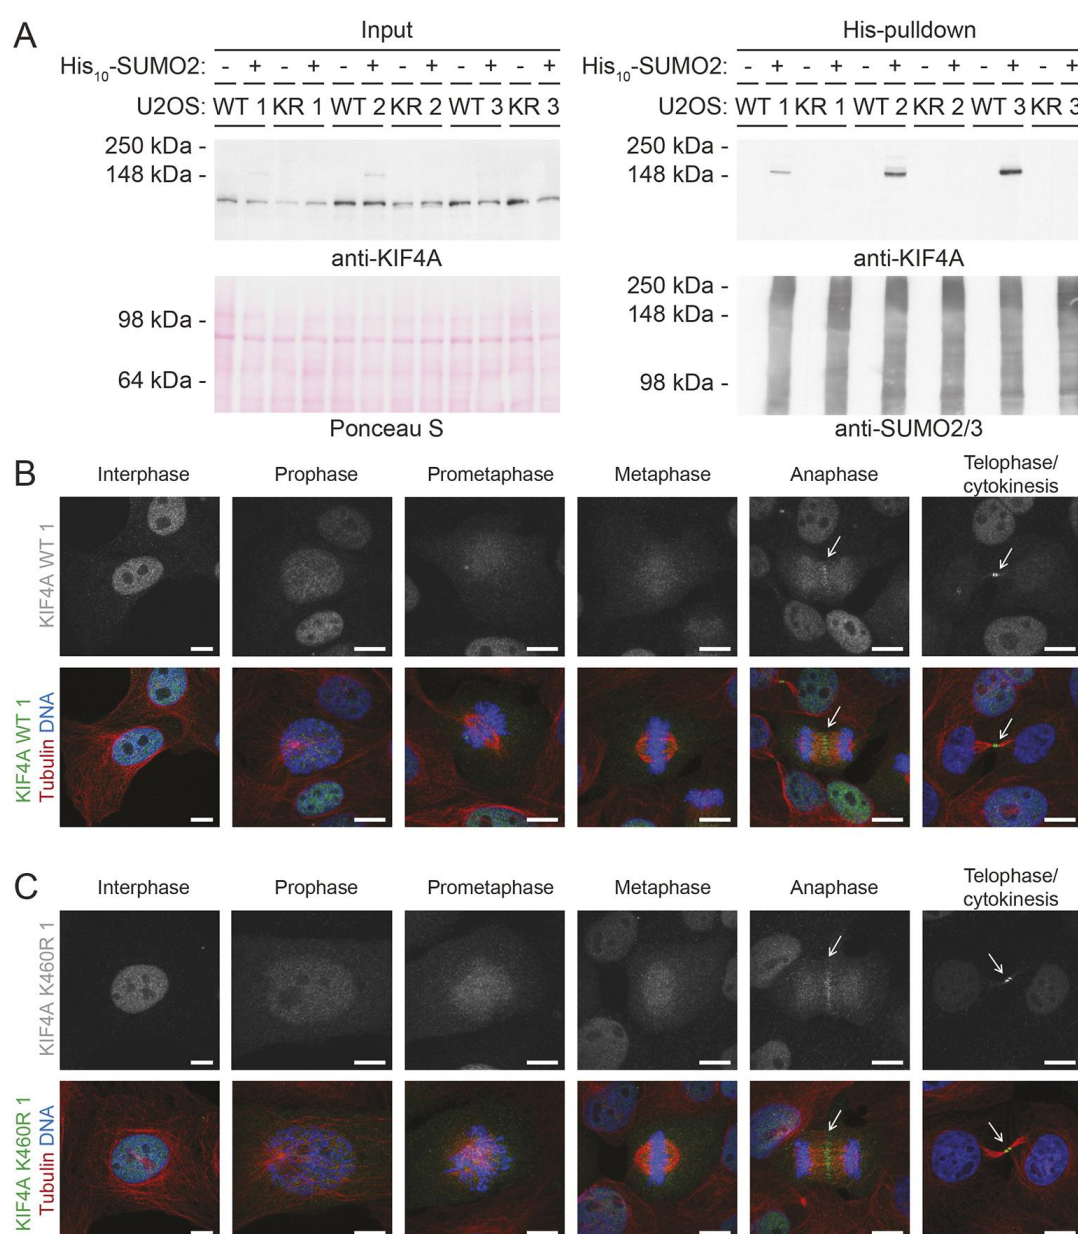 A
Input
His10-SUMO2: - + - + - + - + - + - +
U2OS: WT 1 KR 1 WT 2 KR 2 WT 3 KR 3
250 kDa -
148 kDa -
anti-KIF4A
98 kDa -
64 kDa -
Ponceau S
His-pulldown
His10-SUMO2: - + - + - + - + - + - +
U2OS: WT 1 KR 1 WT 2 KR 2 WT 3 KR 3
250 kDa -
148 kDa -
anti-KIF4A
250 kDa -
148 kDa -
98 kDa -
anti-SUMO2/3
B
Interphase Prophase Prometaphase Metaphase Anaphase Telophase/
cytokinesis
KIF4A WT 1
KIF4A WT 1
Tubulin DNA
C
Interphase Prophase Prometaphase Metaphase Anaphase Telophase/
cytokinesis
KIF4A K460R 1
KIF4A K460R 1
Tubulin DNA